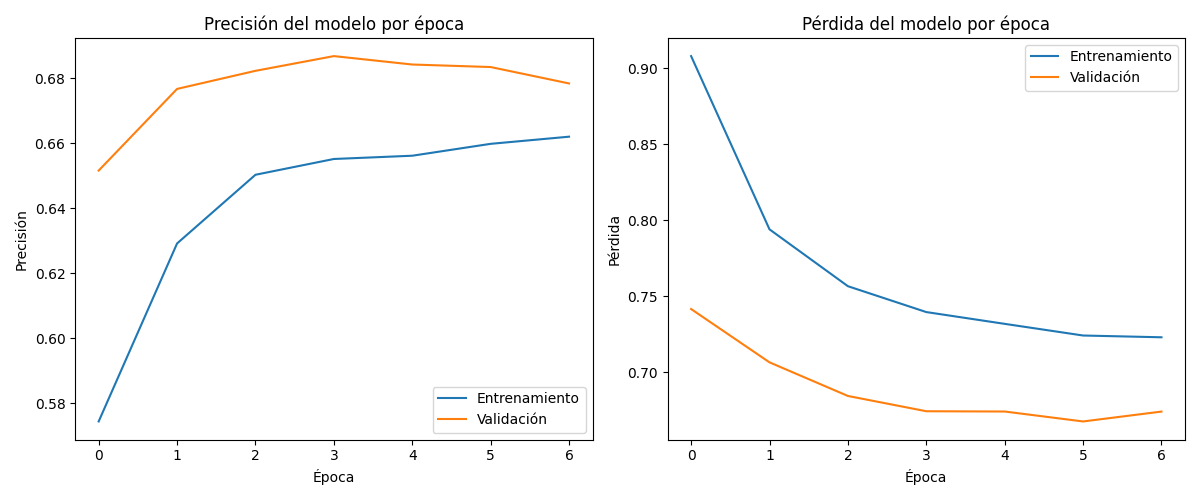 Precisión del modelo por época
Precisión
0.68
0.66
0.64
0.62
0.60
0.58
Entrenamiento
Validación
0 1 2 3 4 5 6
Época
Pérdida del modelo por época
Pérdida
0.90
0.85
0.80
0.75
0.70
Entrenamiento
Validación
0 1 2 3 4 5 6
Época